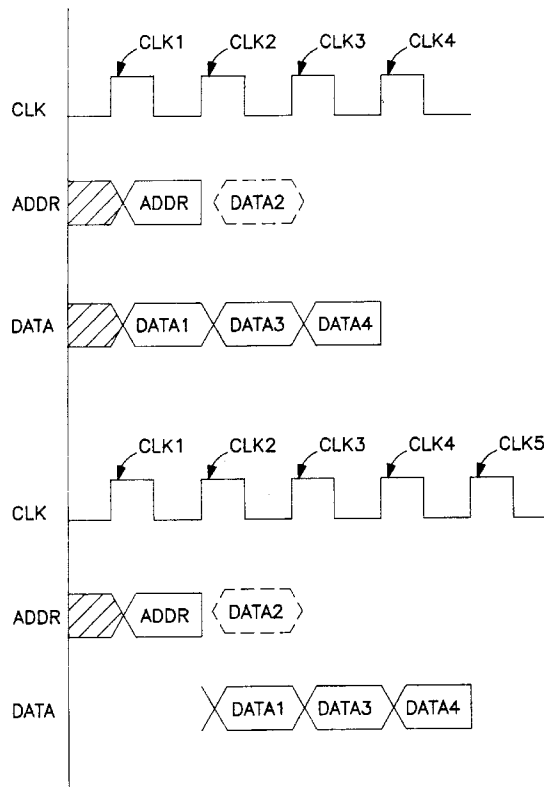 CLK1 CLK2 CLK3 CLK4
CLK
ADDR ADDR DATA2
DATA DATA1 DATA3 DATA4
CLK1 CLK2 CLK3 CLK4 CLK5
CLK
ADDR ADDR DATA2
DATA DATA1 DATA3 DATA4